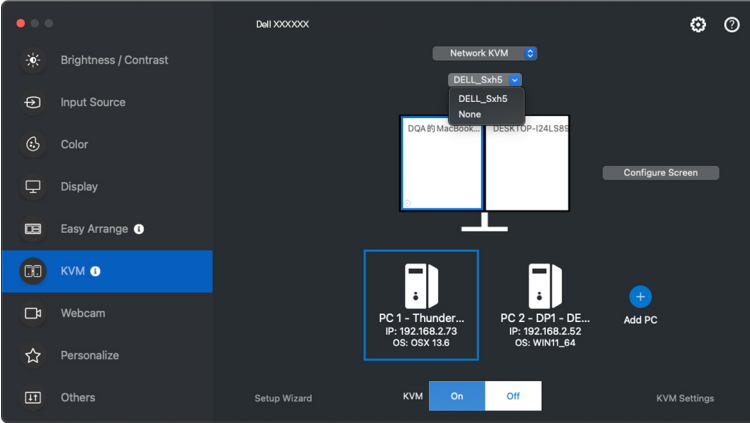 Dell XXXXXX
Brightness / Contrast
Input Source
Color
Display
Easy Arrange
KVM
Webcam
Personalize
Others
Network KVM
DELL_Sxh5
DELL_Sxh5
None
DQA 的 MacBook...
DESKTOP-I24LS89
Configure Screen
PC 1 - Thunder...
IP: 192.168.2.73
OS: OSX 13.6
PC 2 - DP1 - DE...
IP: 192.168.2.52
OS: WIN11_64
Add PC
Setup Wizard
KVM
On
Off
KVM Settings